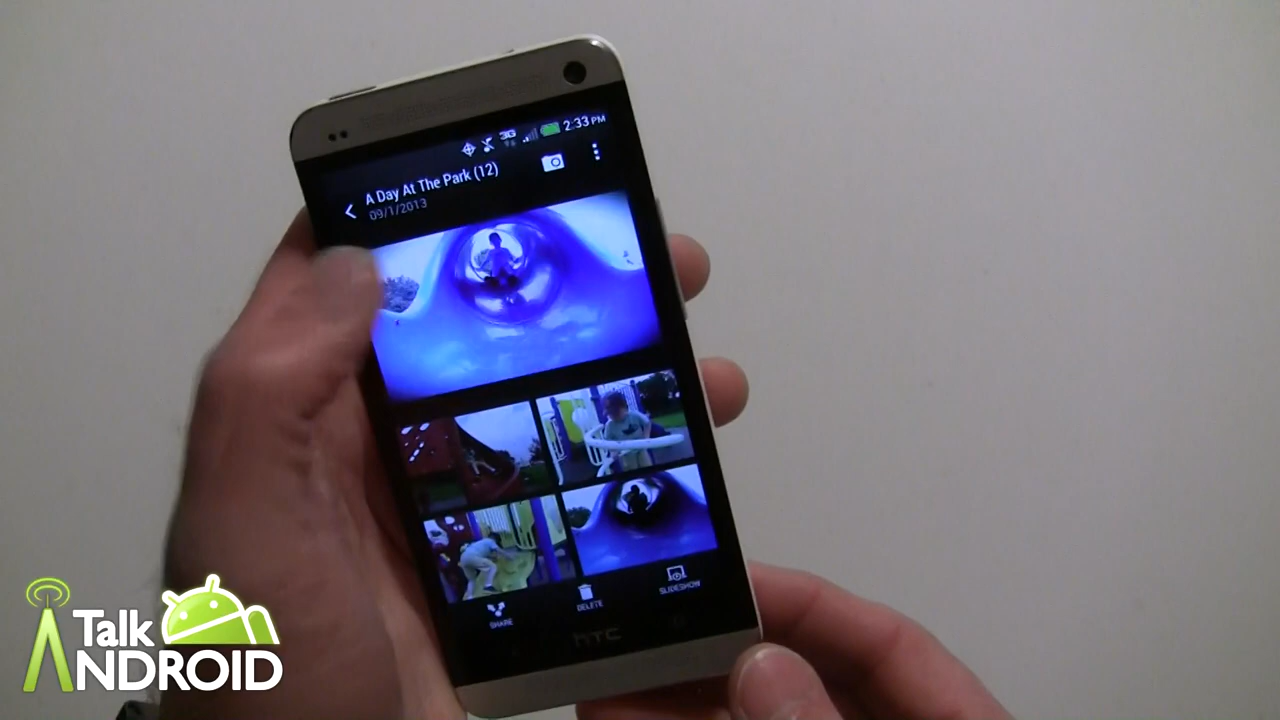 3G 2:33 PM
A Day At The Park (12)
09/1/2013
SHARE
DELETE
SLIDESHOW
hTC
Talk
ANDROID